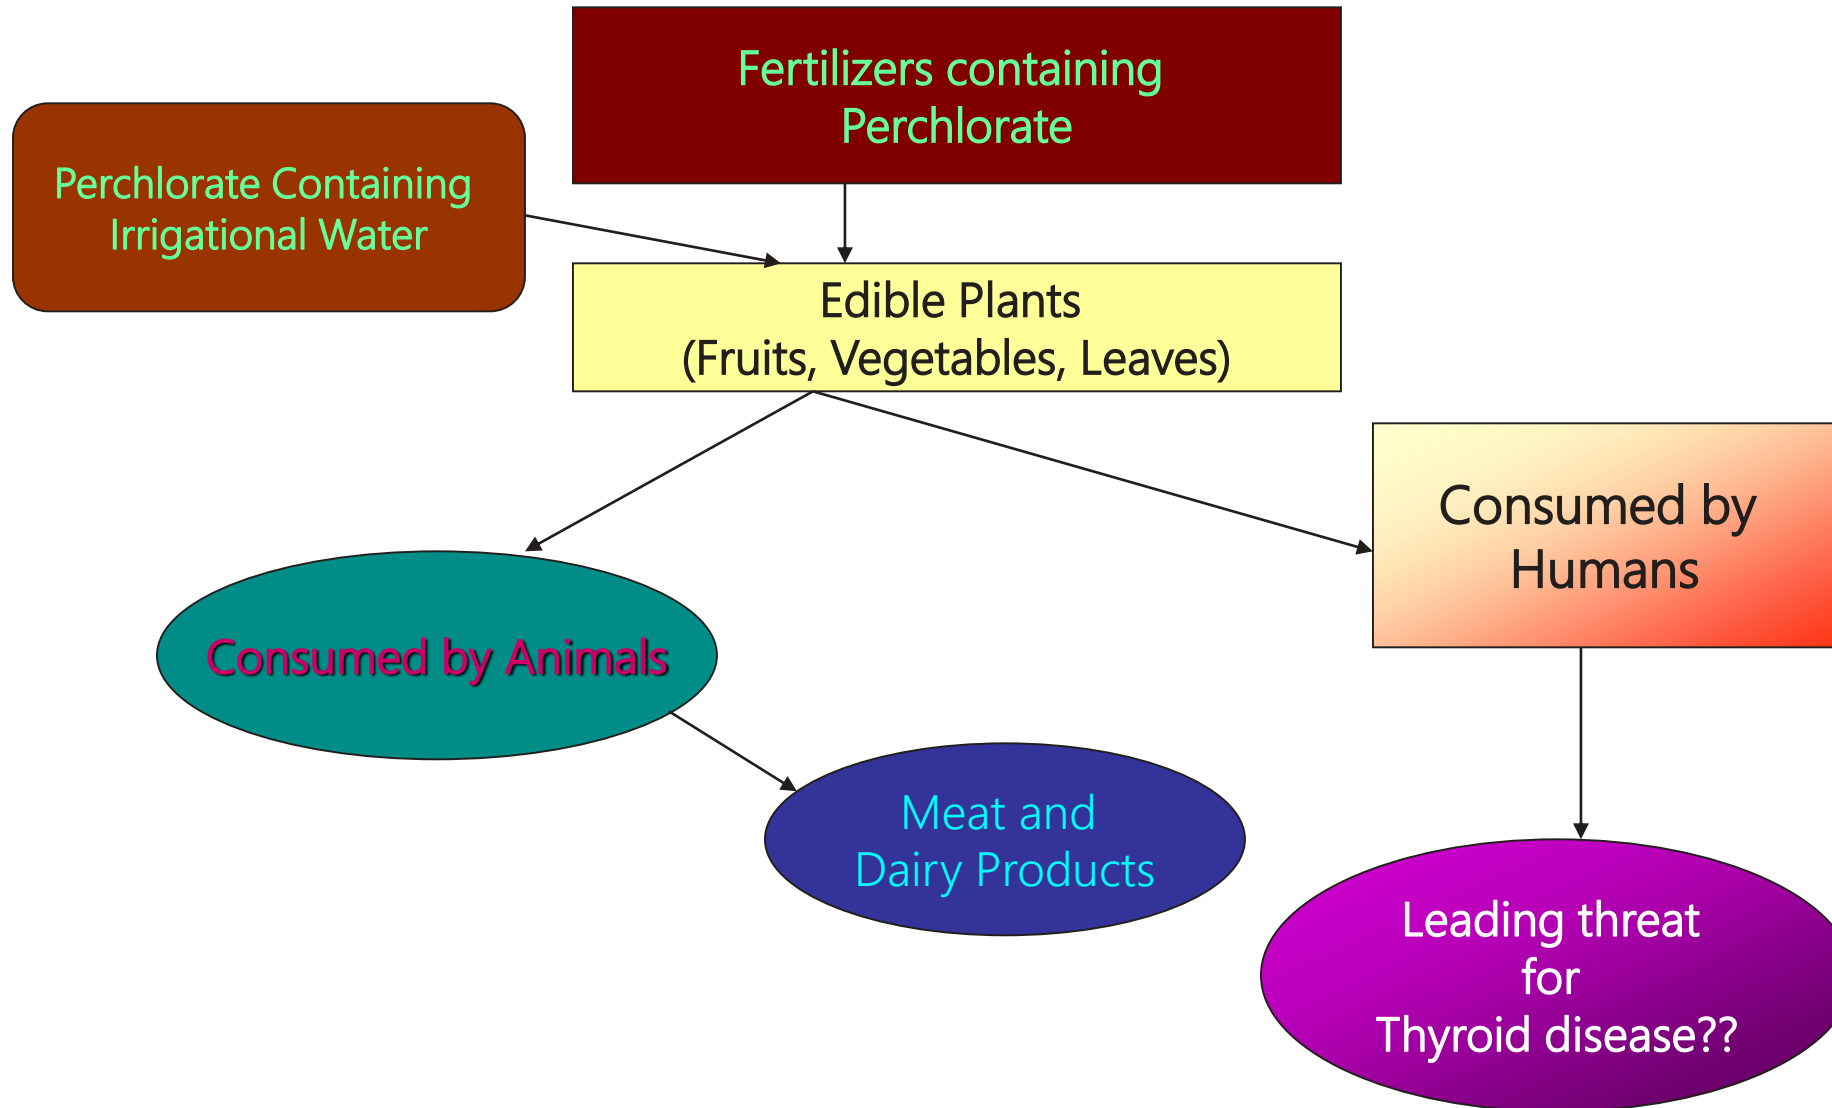 Fertilizers containing
Perchlorate
Perchlorate Containing
Irrigational Water
Edible Plants
(Fruits, Vegetables, Leaves)
Consumed by
Humans
Consumed by Animals
Meat and
Dairy Products
Leading threat
for
Thyroid disease??